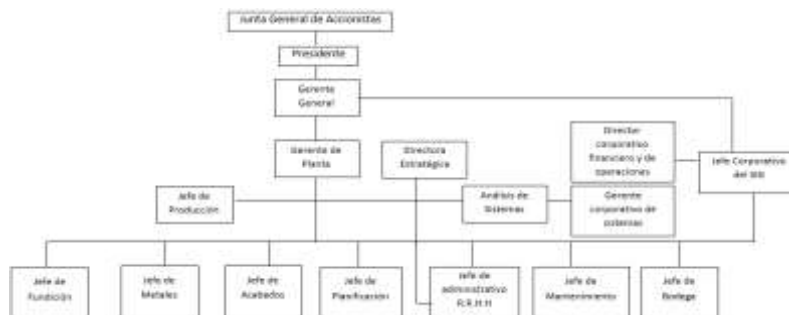 Junta General de Accionistas
Presidente
Gerente
General
Gerente de
Planta
Directora
Estratégica
Director
corporativo
financiero y de
operaciones
Jefe Corporativo
del
Jefe de
Producción
Análisis de
Sistemas
Gerente
corporativo de
sistemas
Jefe de
Fundición
Jefe de
Metales
Jefe de
Acabados
Jefe de
Planificación
Jefe de
administrativo
R.R.H.H
Jefe de
Mantenimiento
Jefe de
Bodega